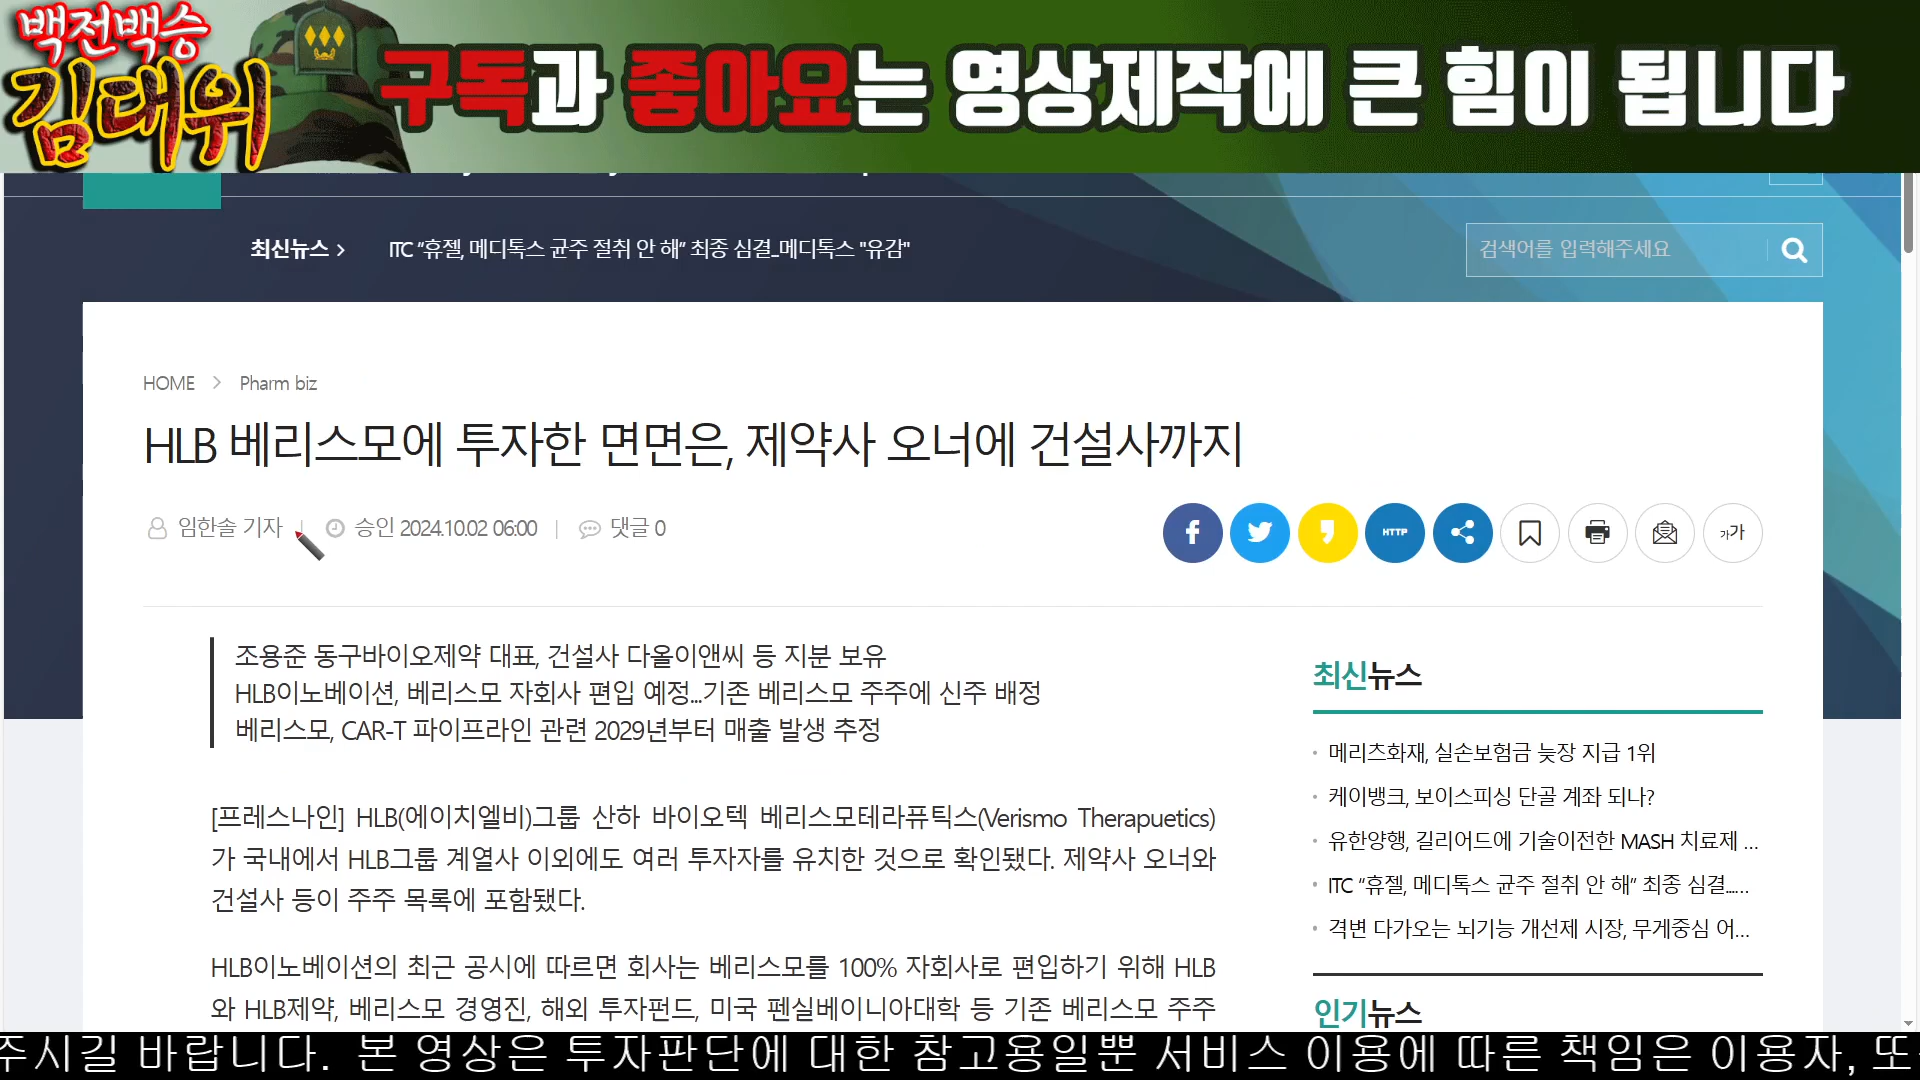 백전백승
김대위
구독과 좋아요는 영상제작에 큰 힘이 됩니다
최신뉴스 >
ITC “휴젤, 메디톡스 균주 절취 안 해” 최종 심결_메디톡스 "유감"
검색어를 입력해주세요
HOME > Pharm biz
HLB 베리스모에 투자한 면면은, 제약사 오너에 건설사까지
임한솔 기자 | 승인 2024.10.02 06:00 | 댓글 0
HTTP
가가
조용준 동구바이오제약 대표, 건설사 다올이앤씨 등 지분 보유
HLB이노베이션, 베리스모 자회사 편입 예정...기존 베리스모 주주에 신주 배정
베리스모, CAR-T 파이프라인 관련 2029년부터 매출 발생 추정
[프레스나인] HLB(에이치엘비)그룹 산하 바이오텍 베리스모테라퓨틱스(Verismo Therapuetics)
가 국내에서 HLB그룹 계열사 이외에도 여러 투자자를 유치한 것으로 확인됐다. 제약사 오너와
건설사 등이 주주 목록에 포함됐다.
HLB이노베이션의 최근 공시에 따르면 회사는 베리스모를 100% 자회사로 편입하기 위해 HLB
와 HLB제약, 베리스모 경영진, 해외 투자펀드, 미국 펜실베이니아대학 등 기존 베리스모 주주
최신뉴스
메리츠화재, 실손보험금 늦장 지급 1위
케이뱅크, 보이스피싱 단골 계좌 되나?
유한양행, 길리어드에 기술이전한 MASH 치료제 ...
ITC “휴젤, 메디톡스 균주 절취 안 해” 최종 심결......
격변 다가오는 뇌기능 개선제 시장, 무게중심 어...
인기뉴스
주시길 바랍니다. 본 영상은 투자판단에 대한 참고용일뿐 서비스 이용에 따른 책임은 이용자, 또